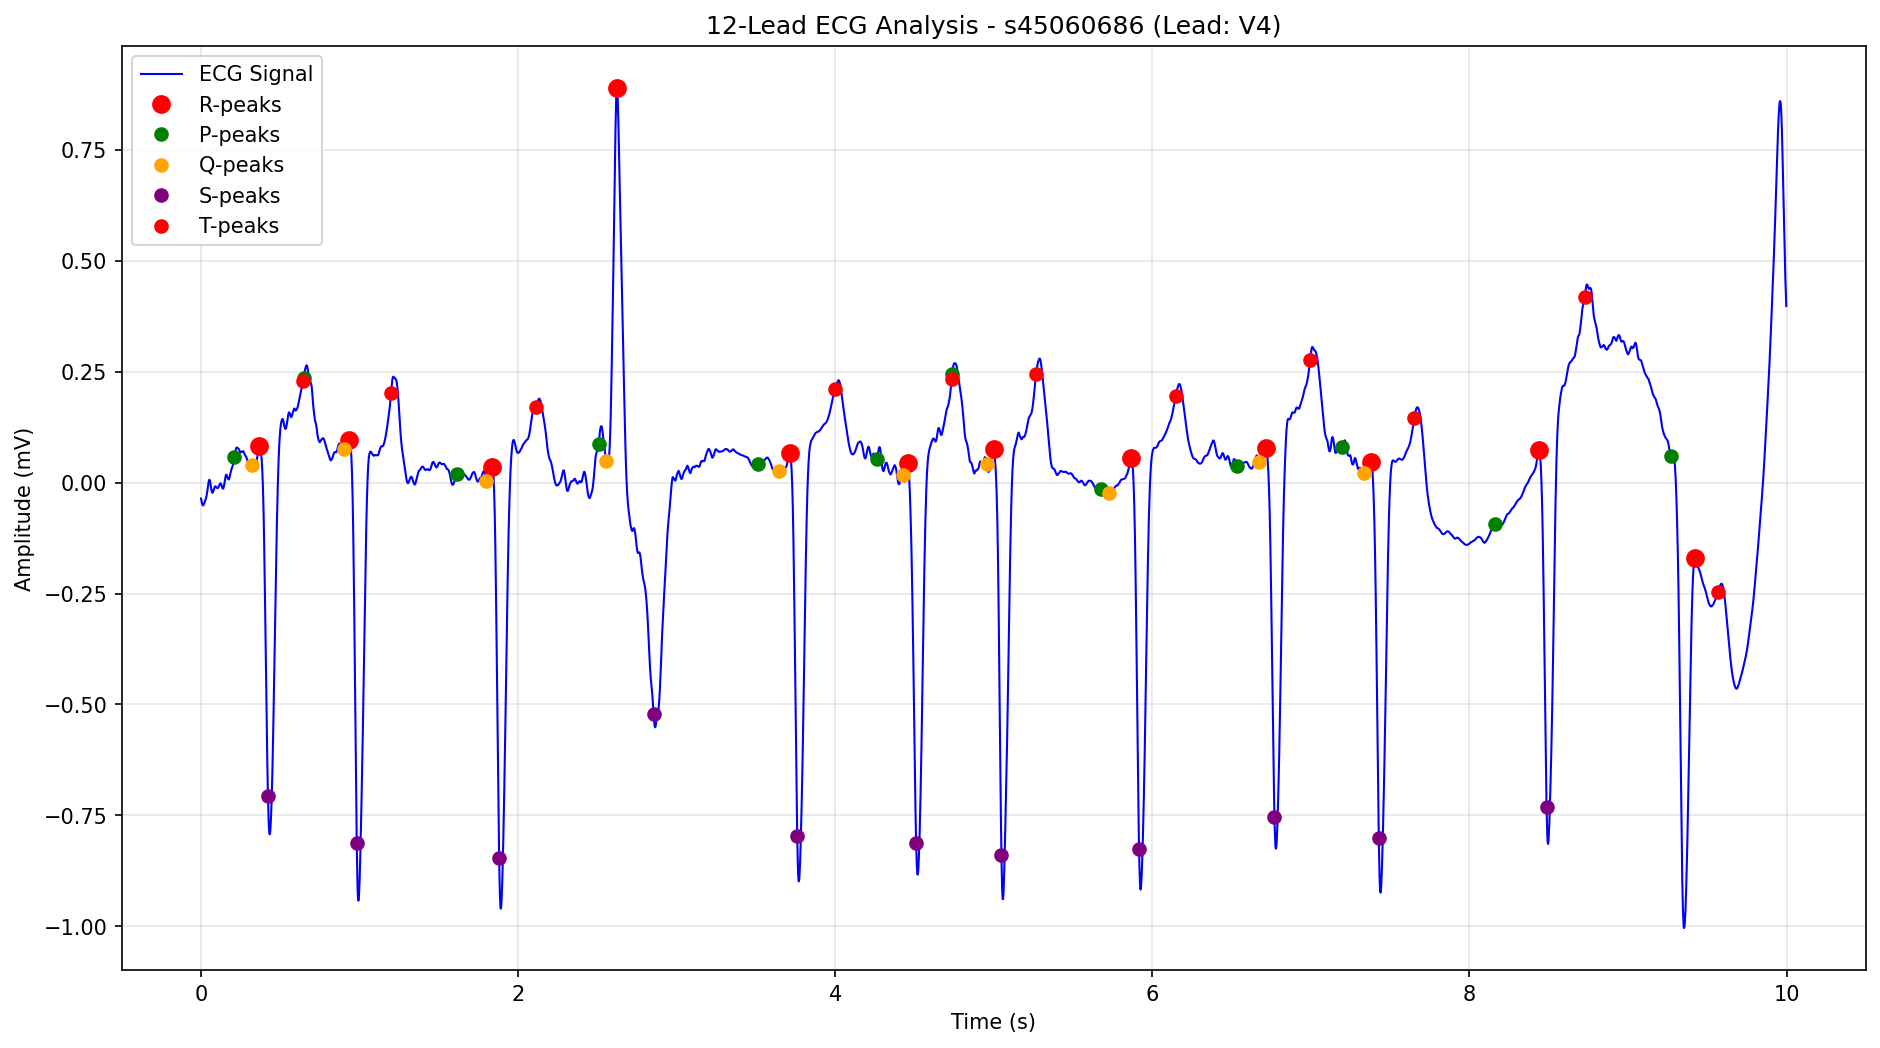 12-Lead ECG Analysis - s45060686 (Lead: V4)
ECG Signal
R-peaks
P-peaks
Q-peaks
S-peaks
T-peaks
0.75
0.50
0.25
0.00
−0.25
−0.50
−0.75
−1.00
Amplitude (mV)
0 2 4 6 8 10
Time (s)